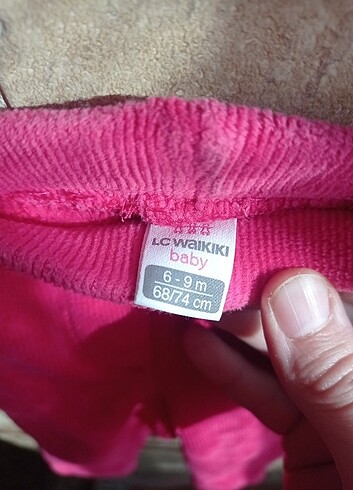 LC WAIKIKI
baby
6 - 9 m
68/74 cm